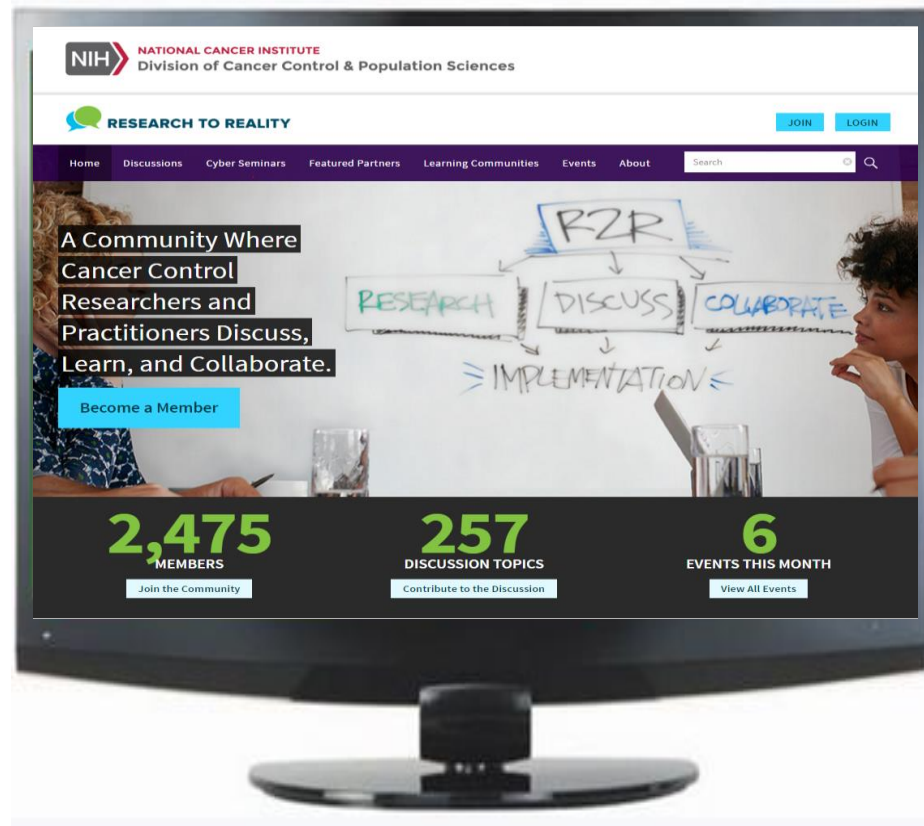 NIH
NATIONAL CANCER INSTITUTE
Division of Cancer Control & Population Sciences
RESEARCH TO REALITY
JOIN LOGIN
Home Discussions Cyber Seminars Featured Partners Learning Communities Events About Search
A Community Where
Cancer Control
Researchers and
Practitioners Discuss,
Learn, and Collaborate.
Become a Member
R2R
RESEARCH DISCUSS COLLABORATE
IMPLEMENTATION
2,475 257 6
MEMBERS DISCUSSION TOPICS EVENTS THIS MONTH
Join the Community Contribute to the Discussion View All Events